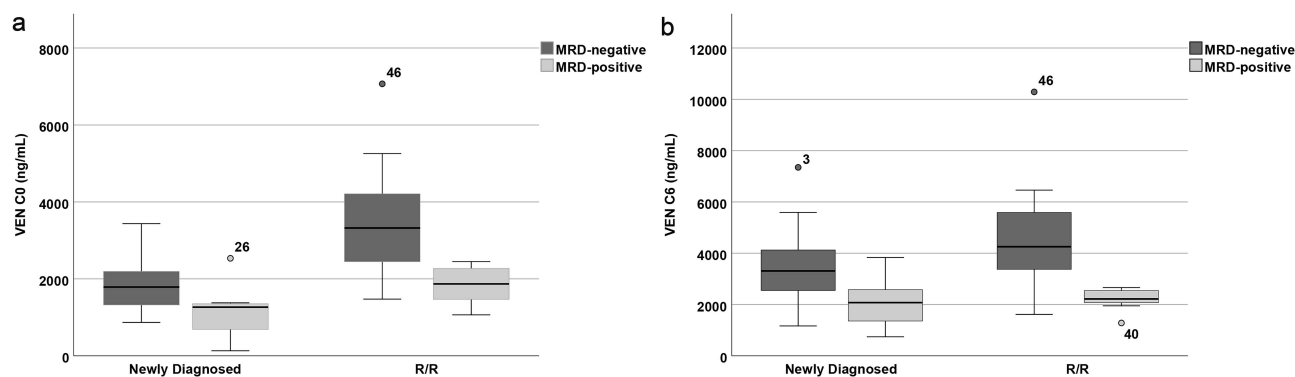 a
8000
6000
4000
2000
0
VEN C0 (ng/mL)
46
26
Newly Diagnosed
R/R
MRD-negative
MRD-positive
b
12000
10000
8000
6000
4000
2000
0
VEN C6 (ng/mL)
3
46
40
Newly Diagnosed
R/R
MRD-negative
MRD-positive